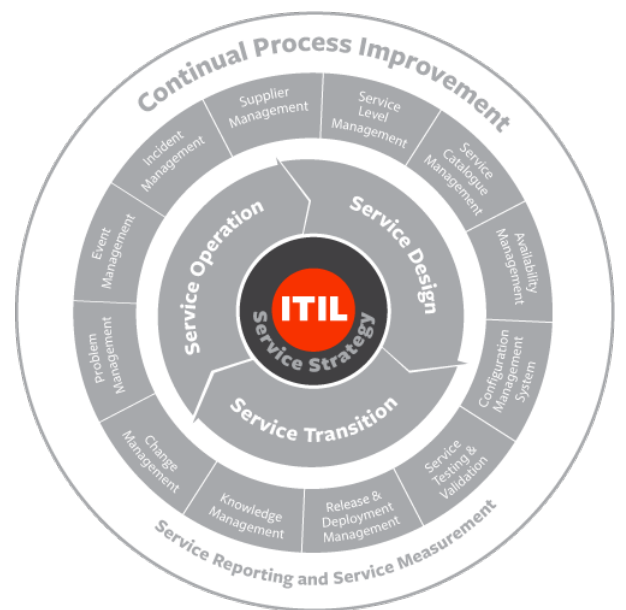 Continual Process Improvement
Supplier
Management
Service
Level
Management
Service
Catalogue
Management
Availability
Management
Configuration
Management
System
Service
Testing &
Validation
Release &
Deployment
Management
Knowledge
Management
Change
Management
Problem
Management
Event
Management
Incident
Management
Service Operation
Service Design
Service Transition
ITIL
Service Strategy
Service Reporting and Service Measurement